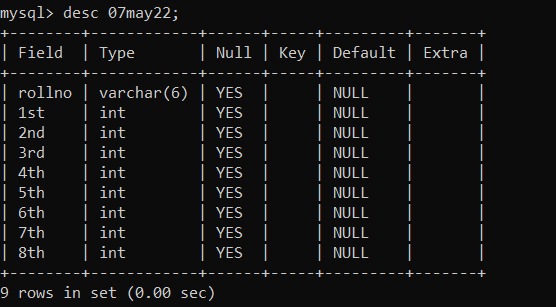 mysql> desc 07may22;
+--------+------------+------+-----+---------+-------+
| Field  | Type       | Null | Key | Default | Extra |
+--------+------------+------+-----+---------+-------+
| rollno | varchar(6) | YES  |     | NULL    |       |
| 1st    | int        | YES  |     | NULL    |       |
| 2nd    | int        | YES  |     | NULL    |       |
| 3rd    | int        | YES  |     | NULL    |       |
| 4th    | int        | YES  |     | NULL    |       |
| 5th    | int        | YES  |     | NULL    |       |
| 6th    | int        | YES  |     | NULL    |       |
| 7th    | int        | YES  |     | NULL    |       |
| 8th    | int        | YES  |     | NULL    |       |
+--------+------------+------+-----+---------+-------+
9 rows in set (0.00 sec)